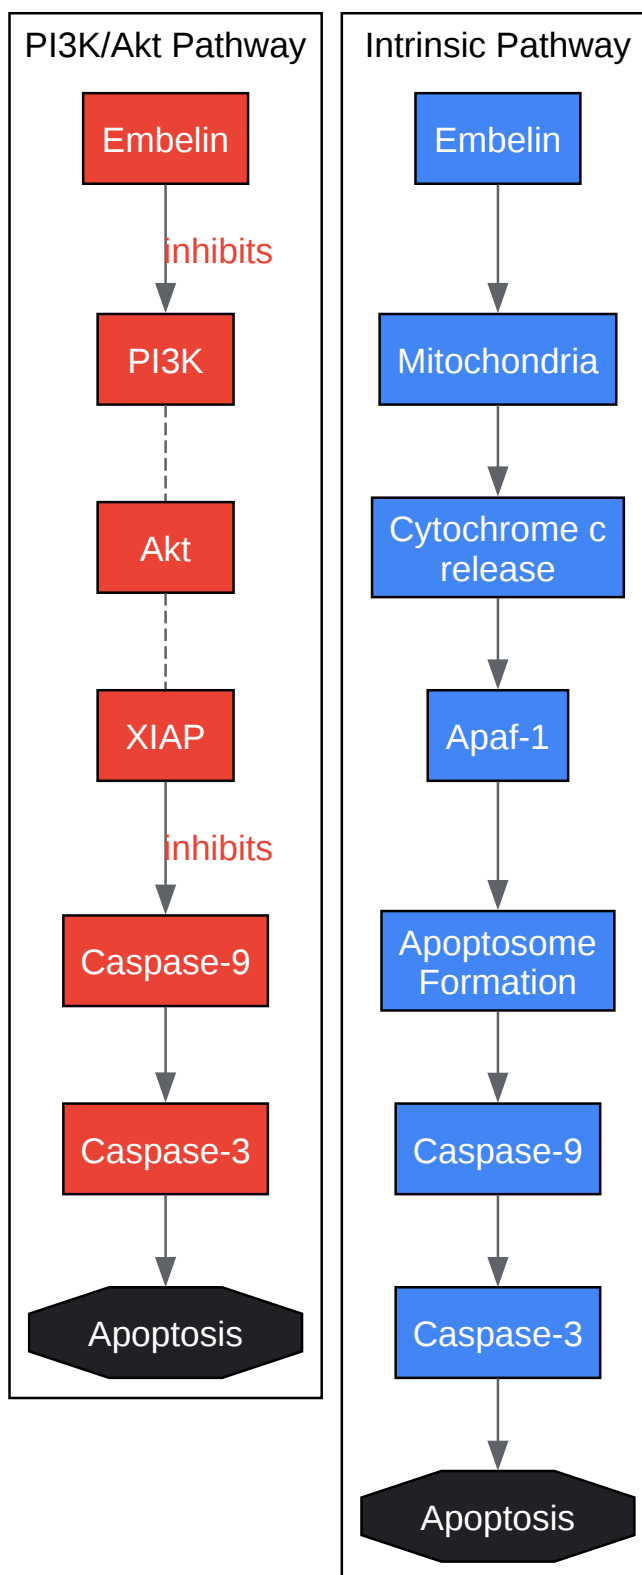 PI3K/Akt Pathway
Embelin
inhibits
PI3K
Akt
XIAP
inhibits
Caspase-9
Caspase-3
Apoptosis
Intrinsic Pathway
Embelin
Mitochondria
Cytochrome c
release
Apaf-1
Apoptosome
Formation
Caspase-9
Caspase-3
Apoptosis